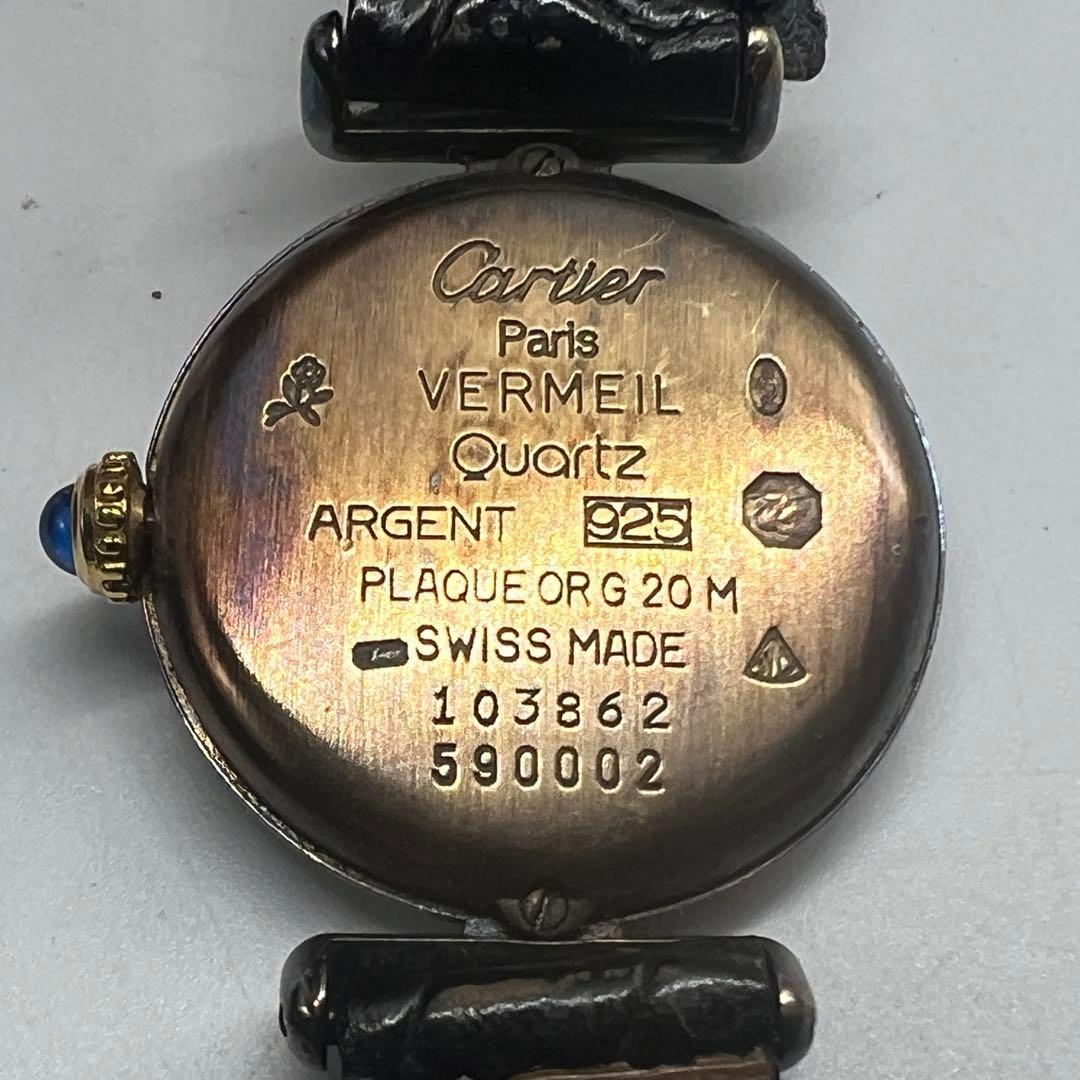 Cartier
Paris
VERMEIL
Quartz
ARGENT 925
PLAQUE OR G 20 M
SWISS MADE
103862
590002